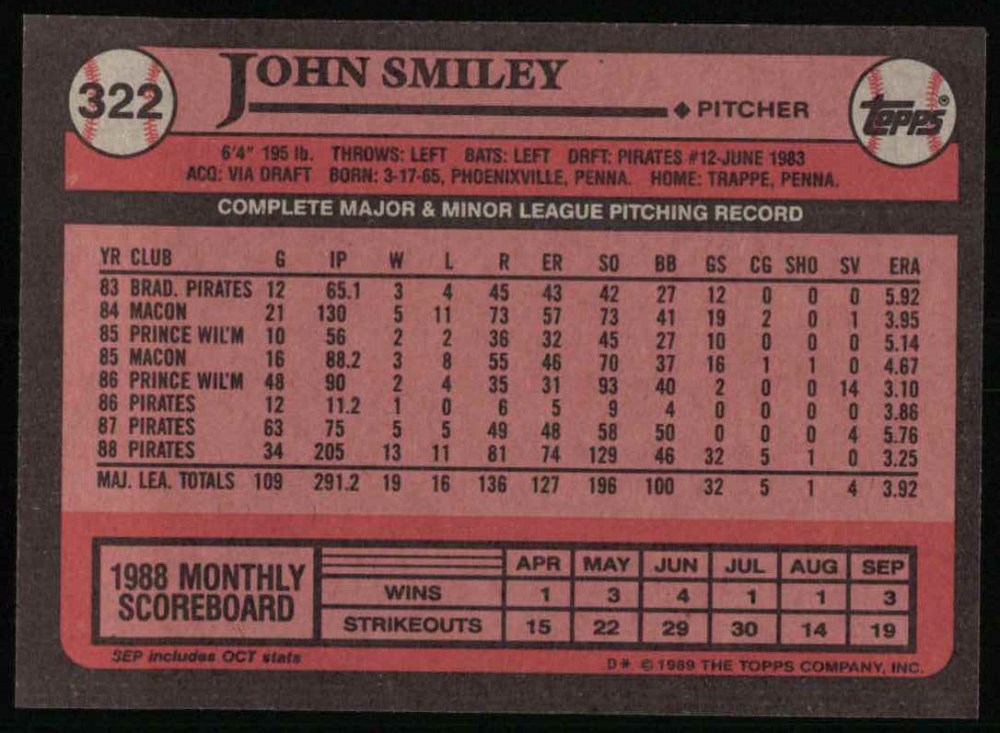 322
JOHN SMILEY
◆ PITCHER
TOPPS®
6'4" 195 lb. THROWS: LEFT BATS: LEFT DRFT: PIRATES #12-JUNE 1983
ACQ: VIA DRAFT BORN: 3-17-65, PHOENIXVILLE, PENNA. HOME: TRAPPE, PENNA.
COMPLETE MAJOR & MINOR LEAGUE PITCHING RECORD
YR CLUB G IP W L R ER SO BB GS CG SHO SV ERA
83 BRAD. PIRATES 12 65.1 3 4 45 43 42 27 12 0 0 0 5.92
84 MACON 21 130 5 11 73 57 73 41 19 2 0 1 3.95
85 PRINCE WIL'M 10 56 2 2 36 32 45 27 10 0 0 0 5.14
85 MACON 16 88.2 3 8 55 46 70 37 16 1 1 0 4.67
86 PRINCE WIL'M 48 90 2 4 35 31 93 40 2 0 0 14 3.10
86 PIRATES 12 11.2 1 0 6 5 9 4 0 0 0 0 3.86
87 PIRATES 63 75 5 5 49 48 58 50 0 0 0 4 5.76
88 PIRATES 34 205 13 11 81 74 129 46 32 5 1 0 3.25
MAJ. LEA. TOTALS 109 291.2 19 16 136 127 196 100 32 5 1 4 3.92
1988 MONTHLY
SCOREBOARD
APR MAY JUN JUL AUG SEP
WINS 1 3 4 1 1 3
STRIKEOUTS 15 22 29 30 14 19
SEP includes OCT stats
D* © 1989 THE TOPPS COMPANY, INC.